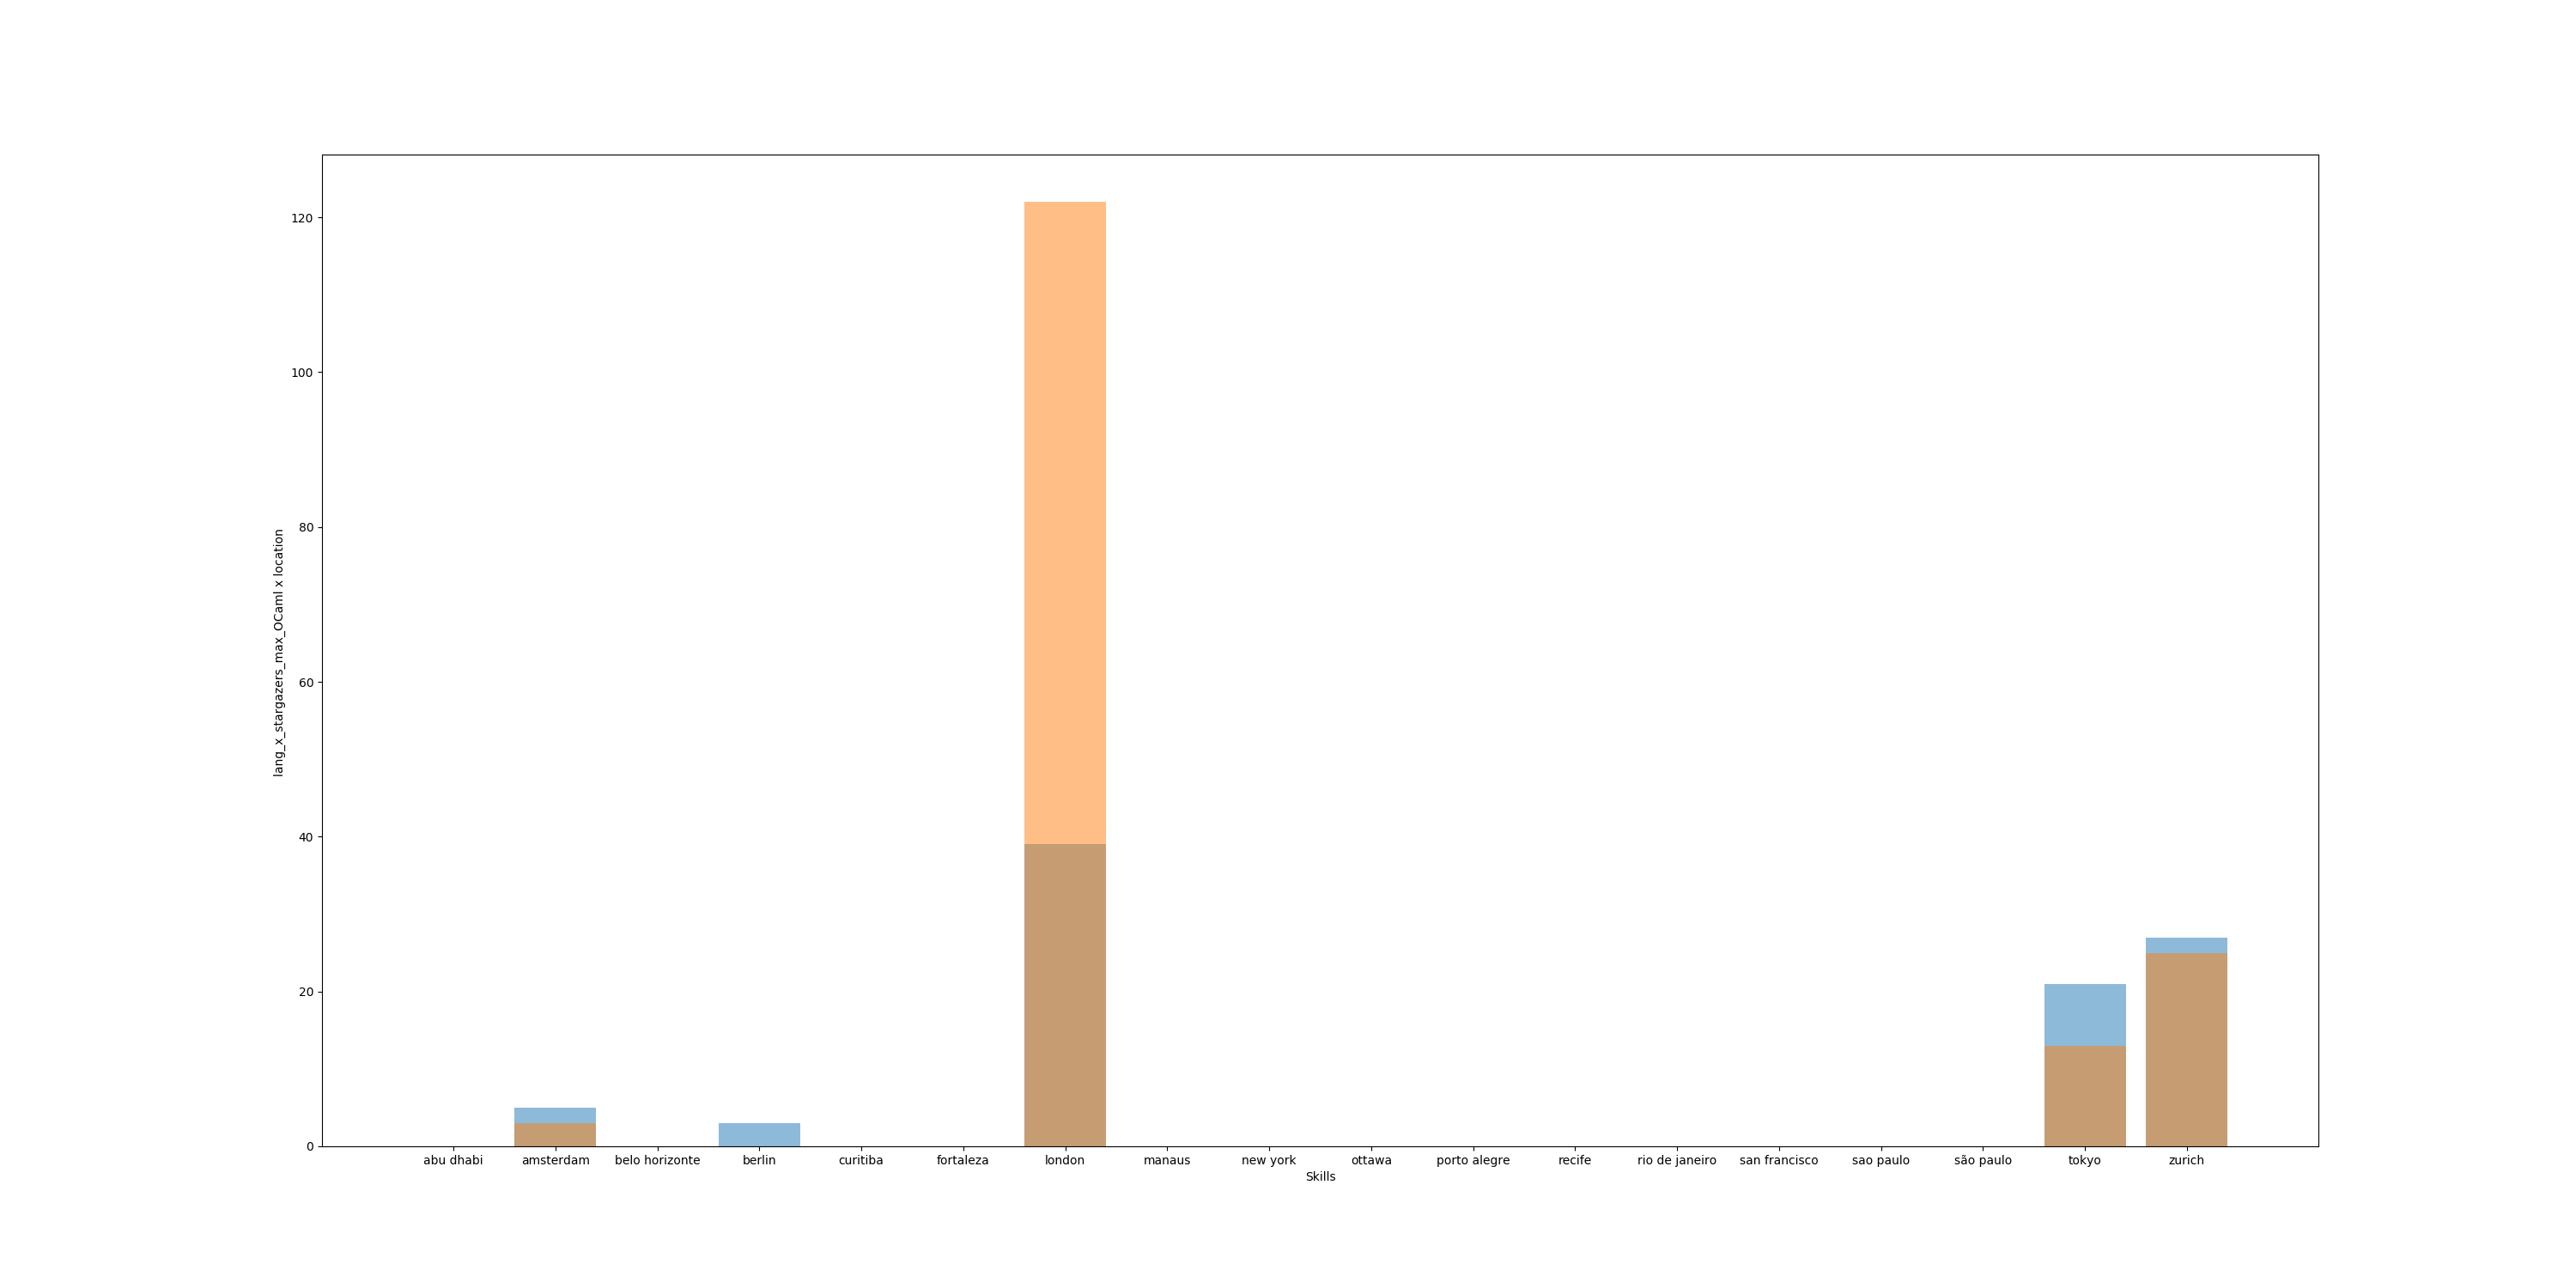 120
100
80
60
40
20
0
lang_x_stargazers_max_OCaml x location
abu dhabi amsterdam belo horizonte berlin curitiba fortaleza london manaus new york ottawa porto alegre recife rio de janeiro san francisco sao paulo são paulo tokyo zurich
Skills